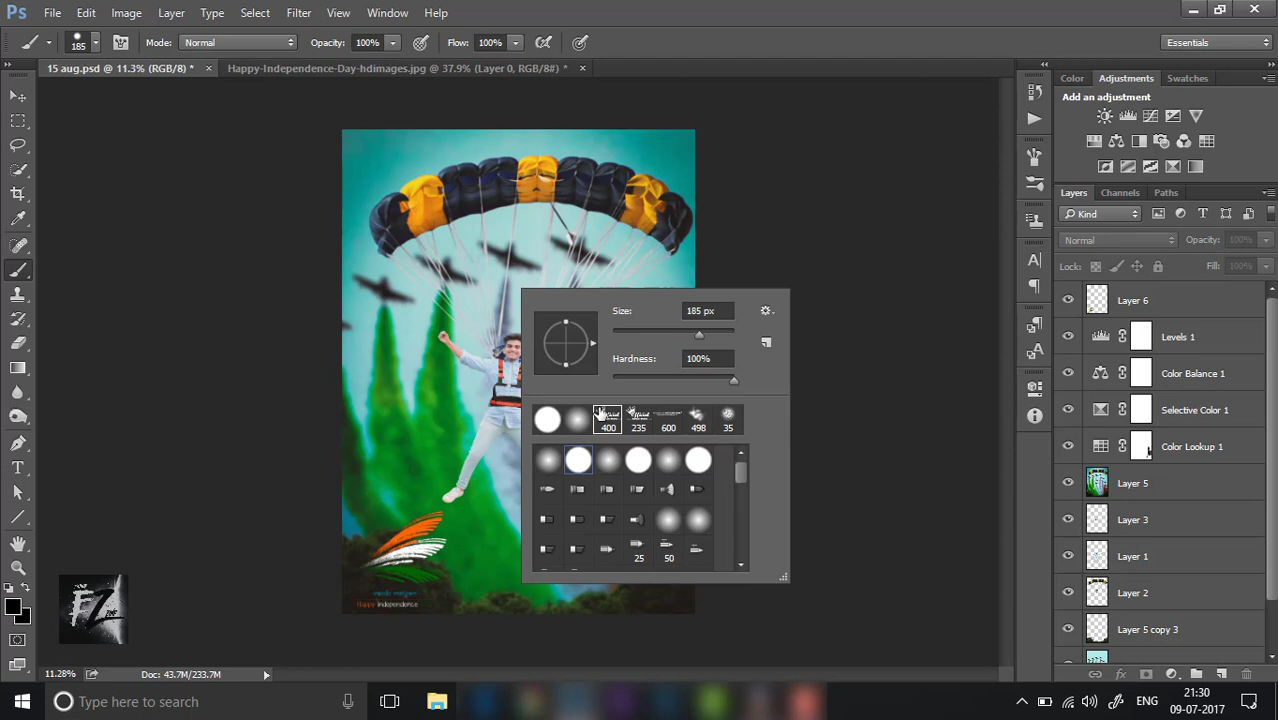 Ps File Edit Image Layer Type Select Filter View Window Help
185 Mode: Normal Opacity: 100% Flow: 100% Essentials
15 aug.psd @ 11.3% (RGB/8) * × Happy-Independence-Day-hdimages.jpg @ 37.9% (Layer 0, RGB/8#) * ×
Color Adjustments Swatches
Add an adjustment
Layers Channels Paths
Kind
Normal Opacity: 100%
Lock: Fill: 100%
Layer 6
Levels 1
Color Balance 1
Selective Color 1
Color Lookup 1
Layer 5
Layer 3
Layer 1
Layer 2
Layer 5 copy 3
Size: 185 px
Hardness: 100%
400 235 600 498 35
25 50
Happy Independence
FZ
11.28% Doc: 43.7M/233.7M
Type here to search
ENG
21:30
09-07-2017